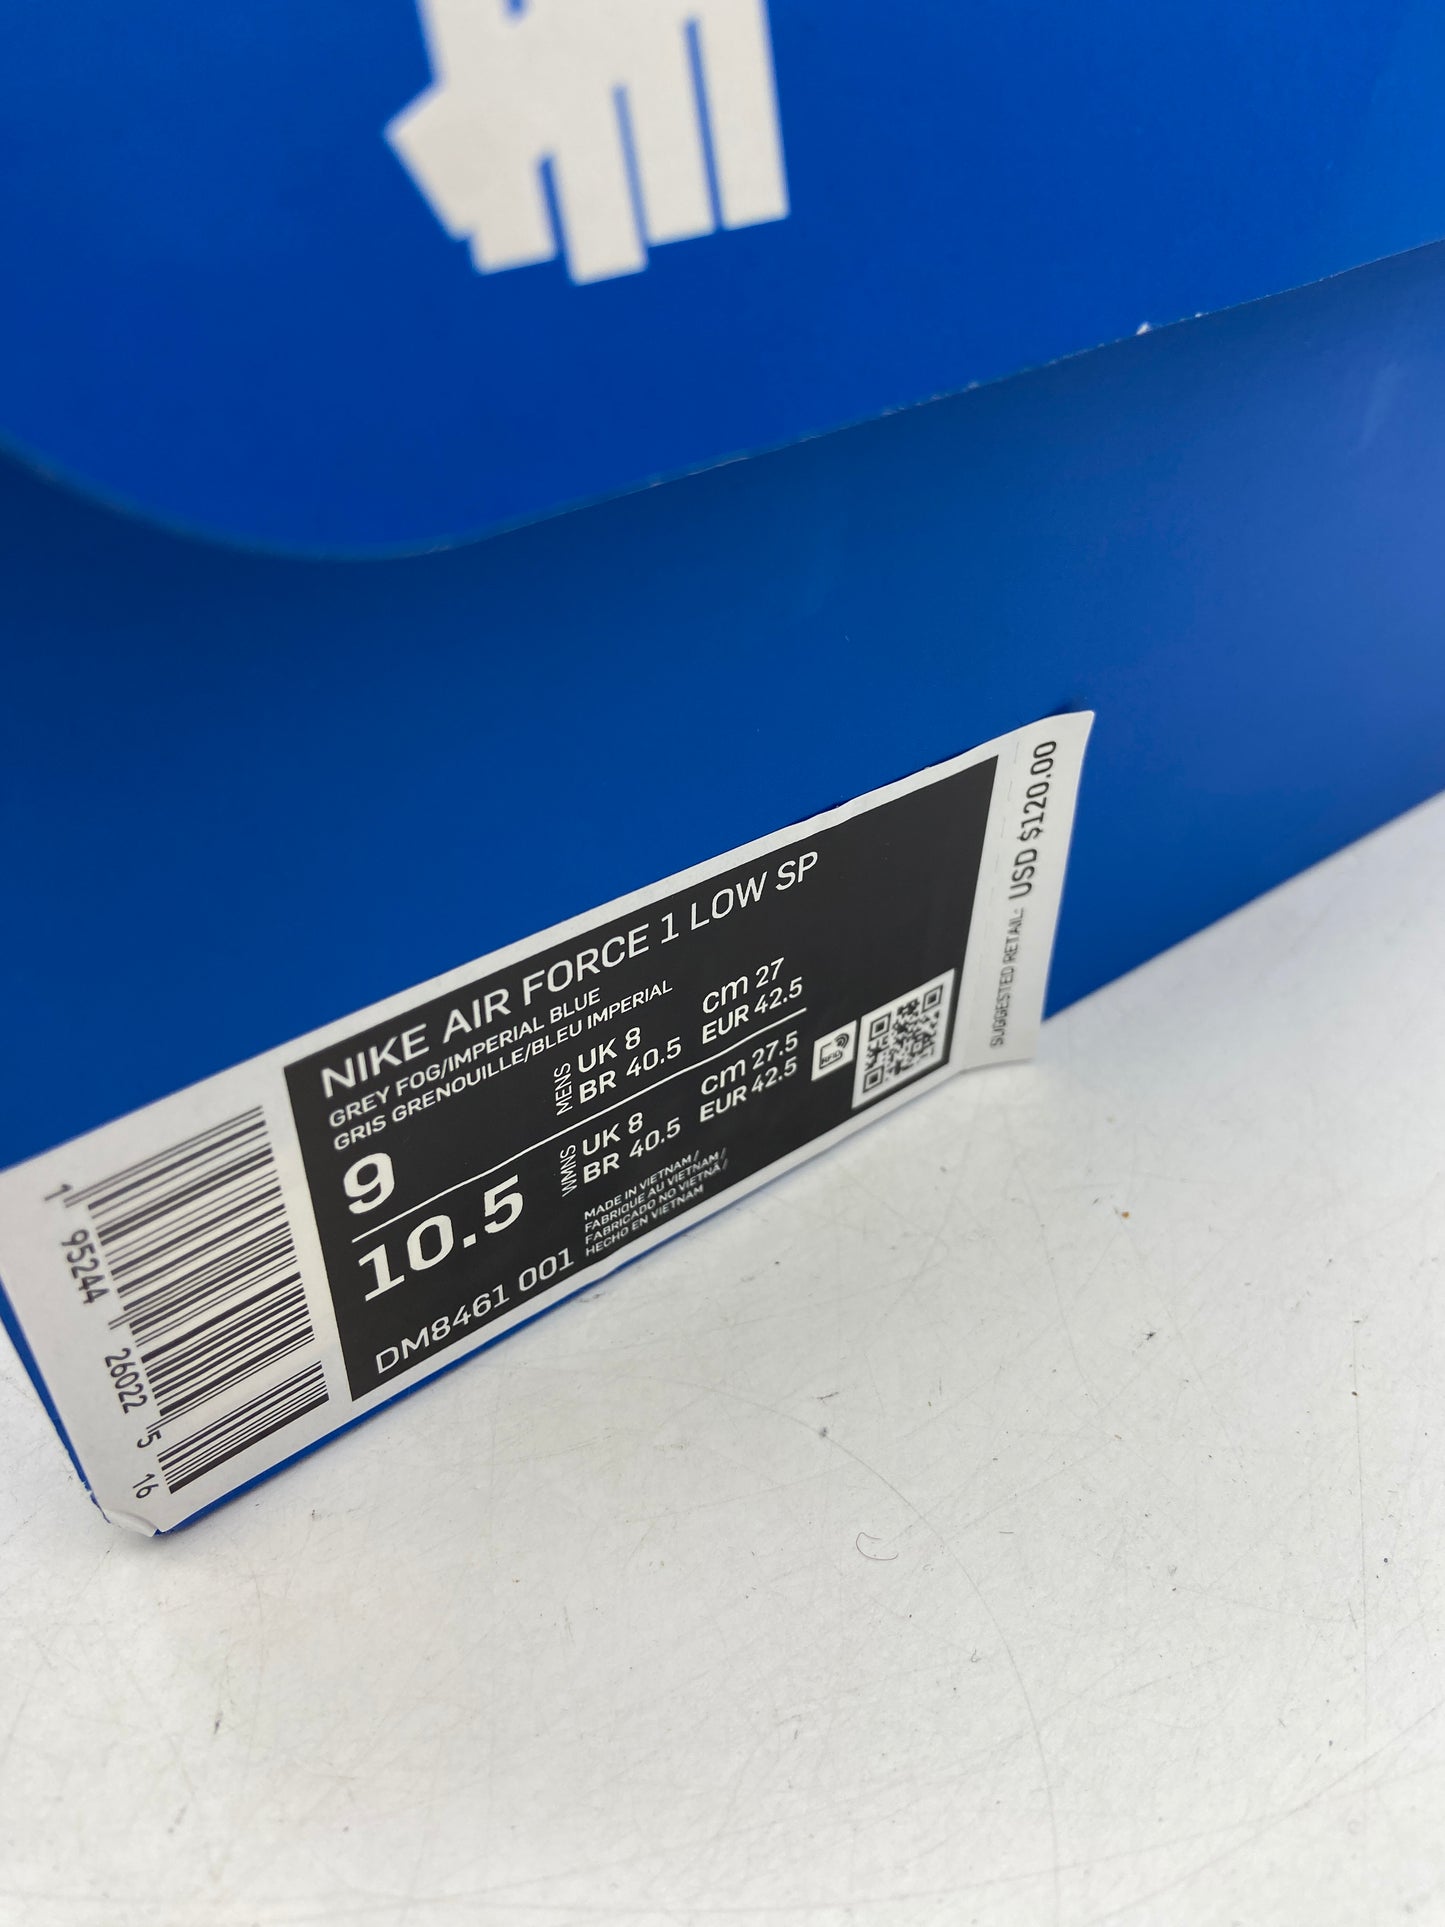 NIKE AIR FORCE 1 LOW SP
GREY FOG/IMPERIAL BLUE
GRIS GRENOUILLE/BLEU IMPERIAL
9
MENS
UK 8
cm 27
BR 40.5
EUR 42.5
10.5
WMNS
UK 8
cm 27.5
BR 40.5
EUR 42.5
DM8461 001
MADE IN VIETNAM/
FABRIQUE AU VIETNAM/
FABRICADO NO VIETNÃ/
HECHO EN VIETNAM
RFID
SUGGESTED RETAIL: USD $120.00
1 95244 26022 5 16